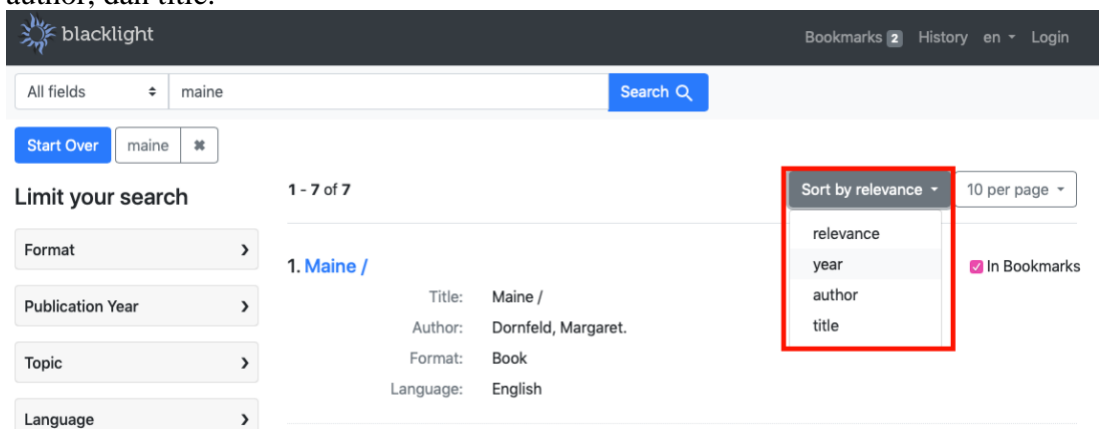 author, dan title.
blacklight Bookmarks 2 History en Login
All fields maine Search
Start Over maine ✖
Limit your search 1 - 7 of 7 Sort by relevance 10 per page
relevance
Format ❯
year
1. Maine / In Bookmarks
author
Publication Year ❯ Title: Maine /
title
Author: Dornfeld, Margaret.
Topic ❯ Format: Book
Language: English
Language ❯